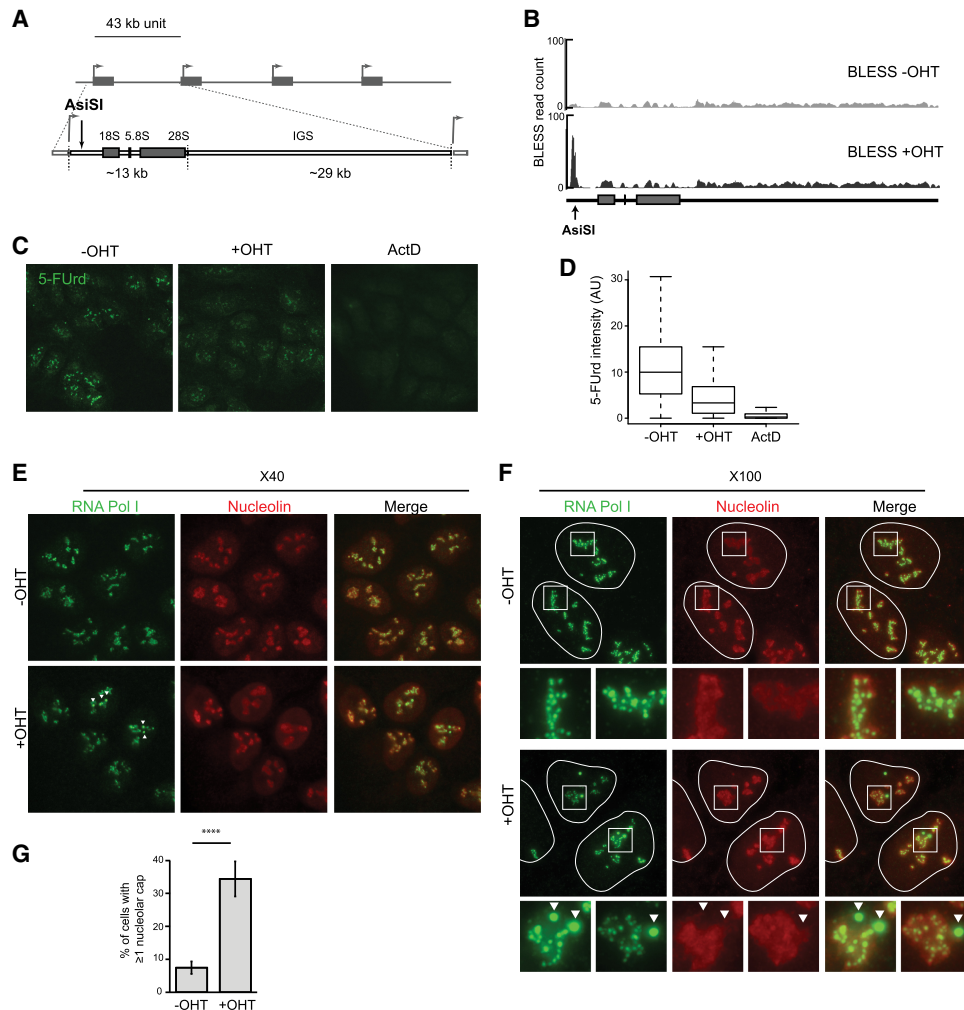 A
43 kb unit
AsiSI
18S 5.8S 28S IGS
~13 kb ~29 kb
B
100
BLESS -OHT
0
100
BLESS +OHT
0
BLESS read count
AsiSI
C
-OHT +OHT ActD
5-FUrd
D
30
20
10
0
5-FUrd intensity (AU)
-OHT +OHT ActD
E
X40
RNA Pol I Nucleolin Merge
-OHT
+OHT
F
X100
RNA Pol I Nucleolin Merge
-OHT
+OHT
G
****
40
30
20
10
0
% of cells with
≥1 nucleolar cap
-OHT +OHT